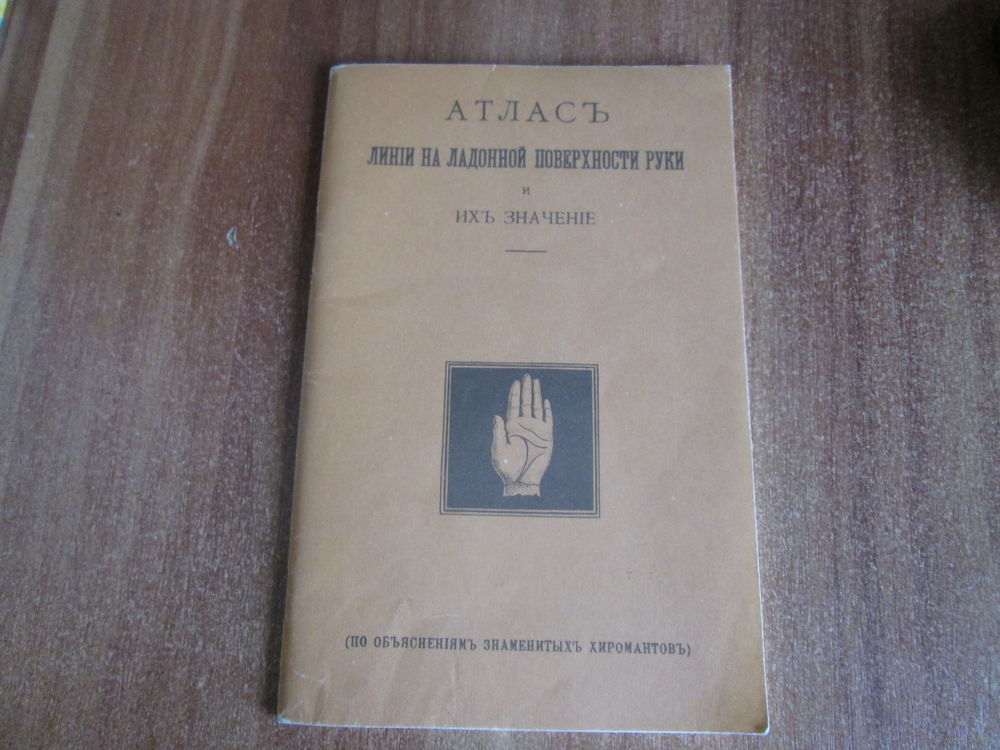 АТЛАСЪ
ЛИНІИ НА ЛАДОННОЙ ПОВЕРХНОСТИ РУКИ
И
ИХЪ ЗНАЧЕНІЕ
(ПО ОБЪЯСНЕНІЯМЪ ЗНАМЕНИТЫХЪ ХИРОМАНТОВЪ)